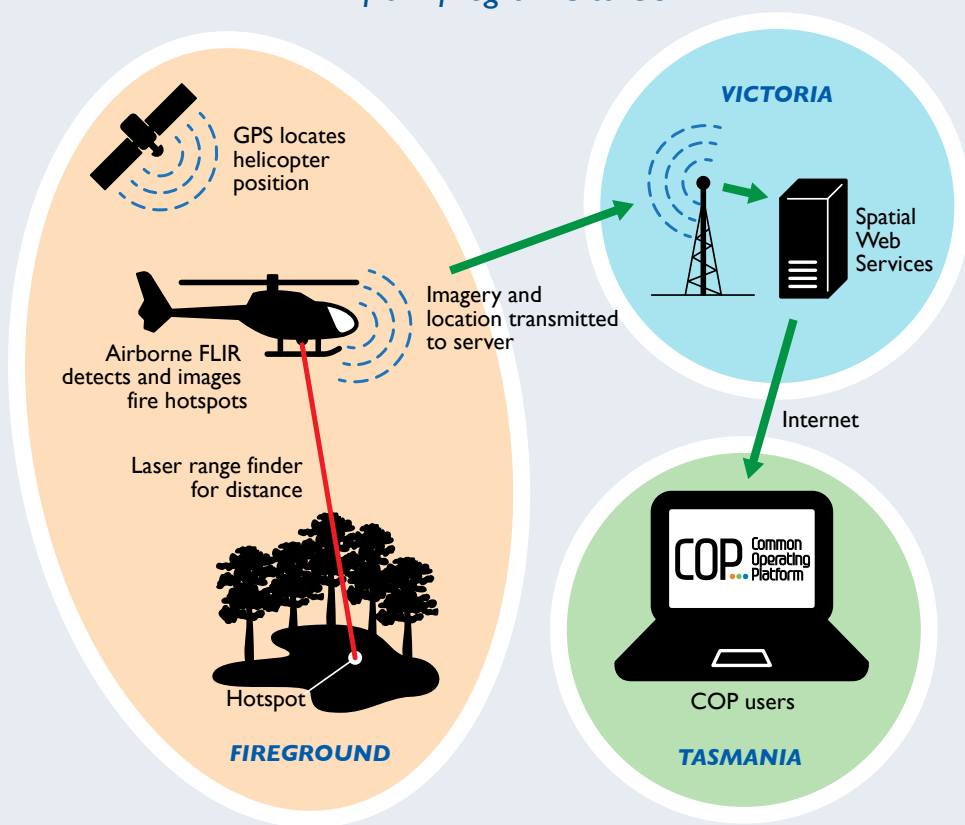 GPS locates
helicopter
position
Airborne FLIR
detects and images
fire hotspots
Imagery and
location transmitted
to server
Laser range finder
for distance
Hotspot
FIREGROUND
VICTORIA
Spatial
Web
Services
Internet
COP... Common
Operating
Platform
COP users
TASMANIA